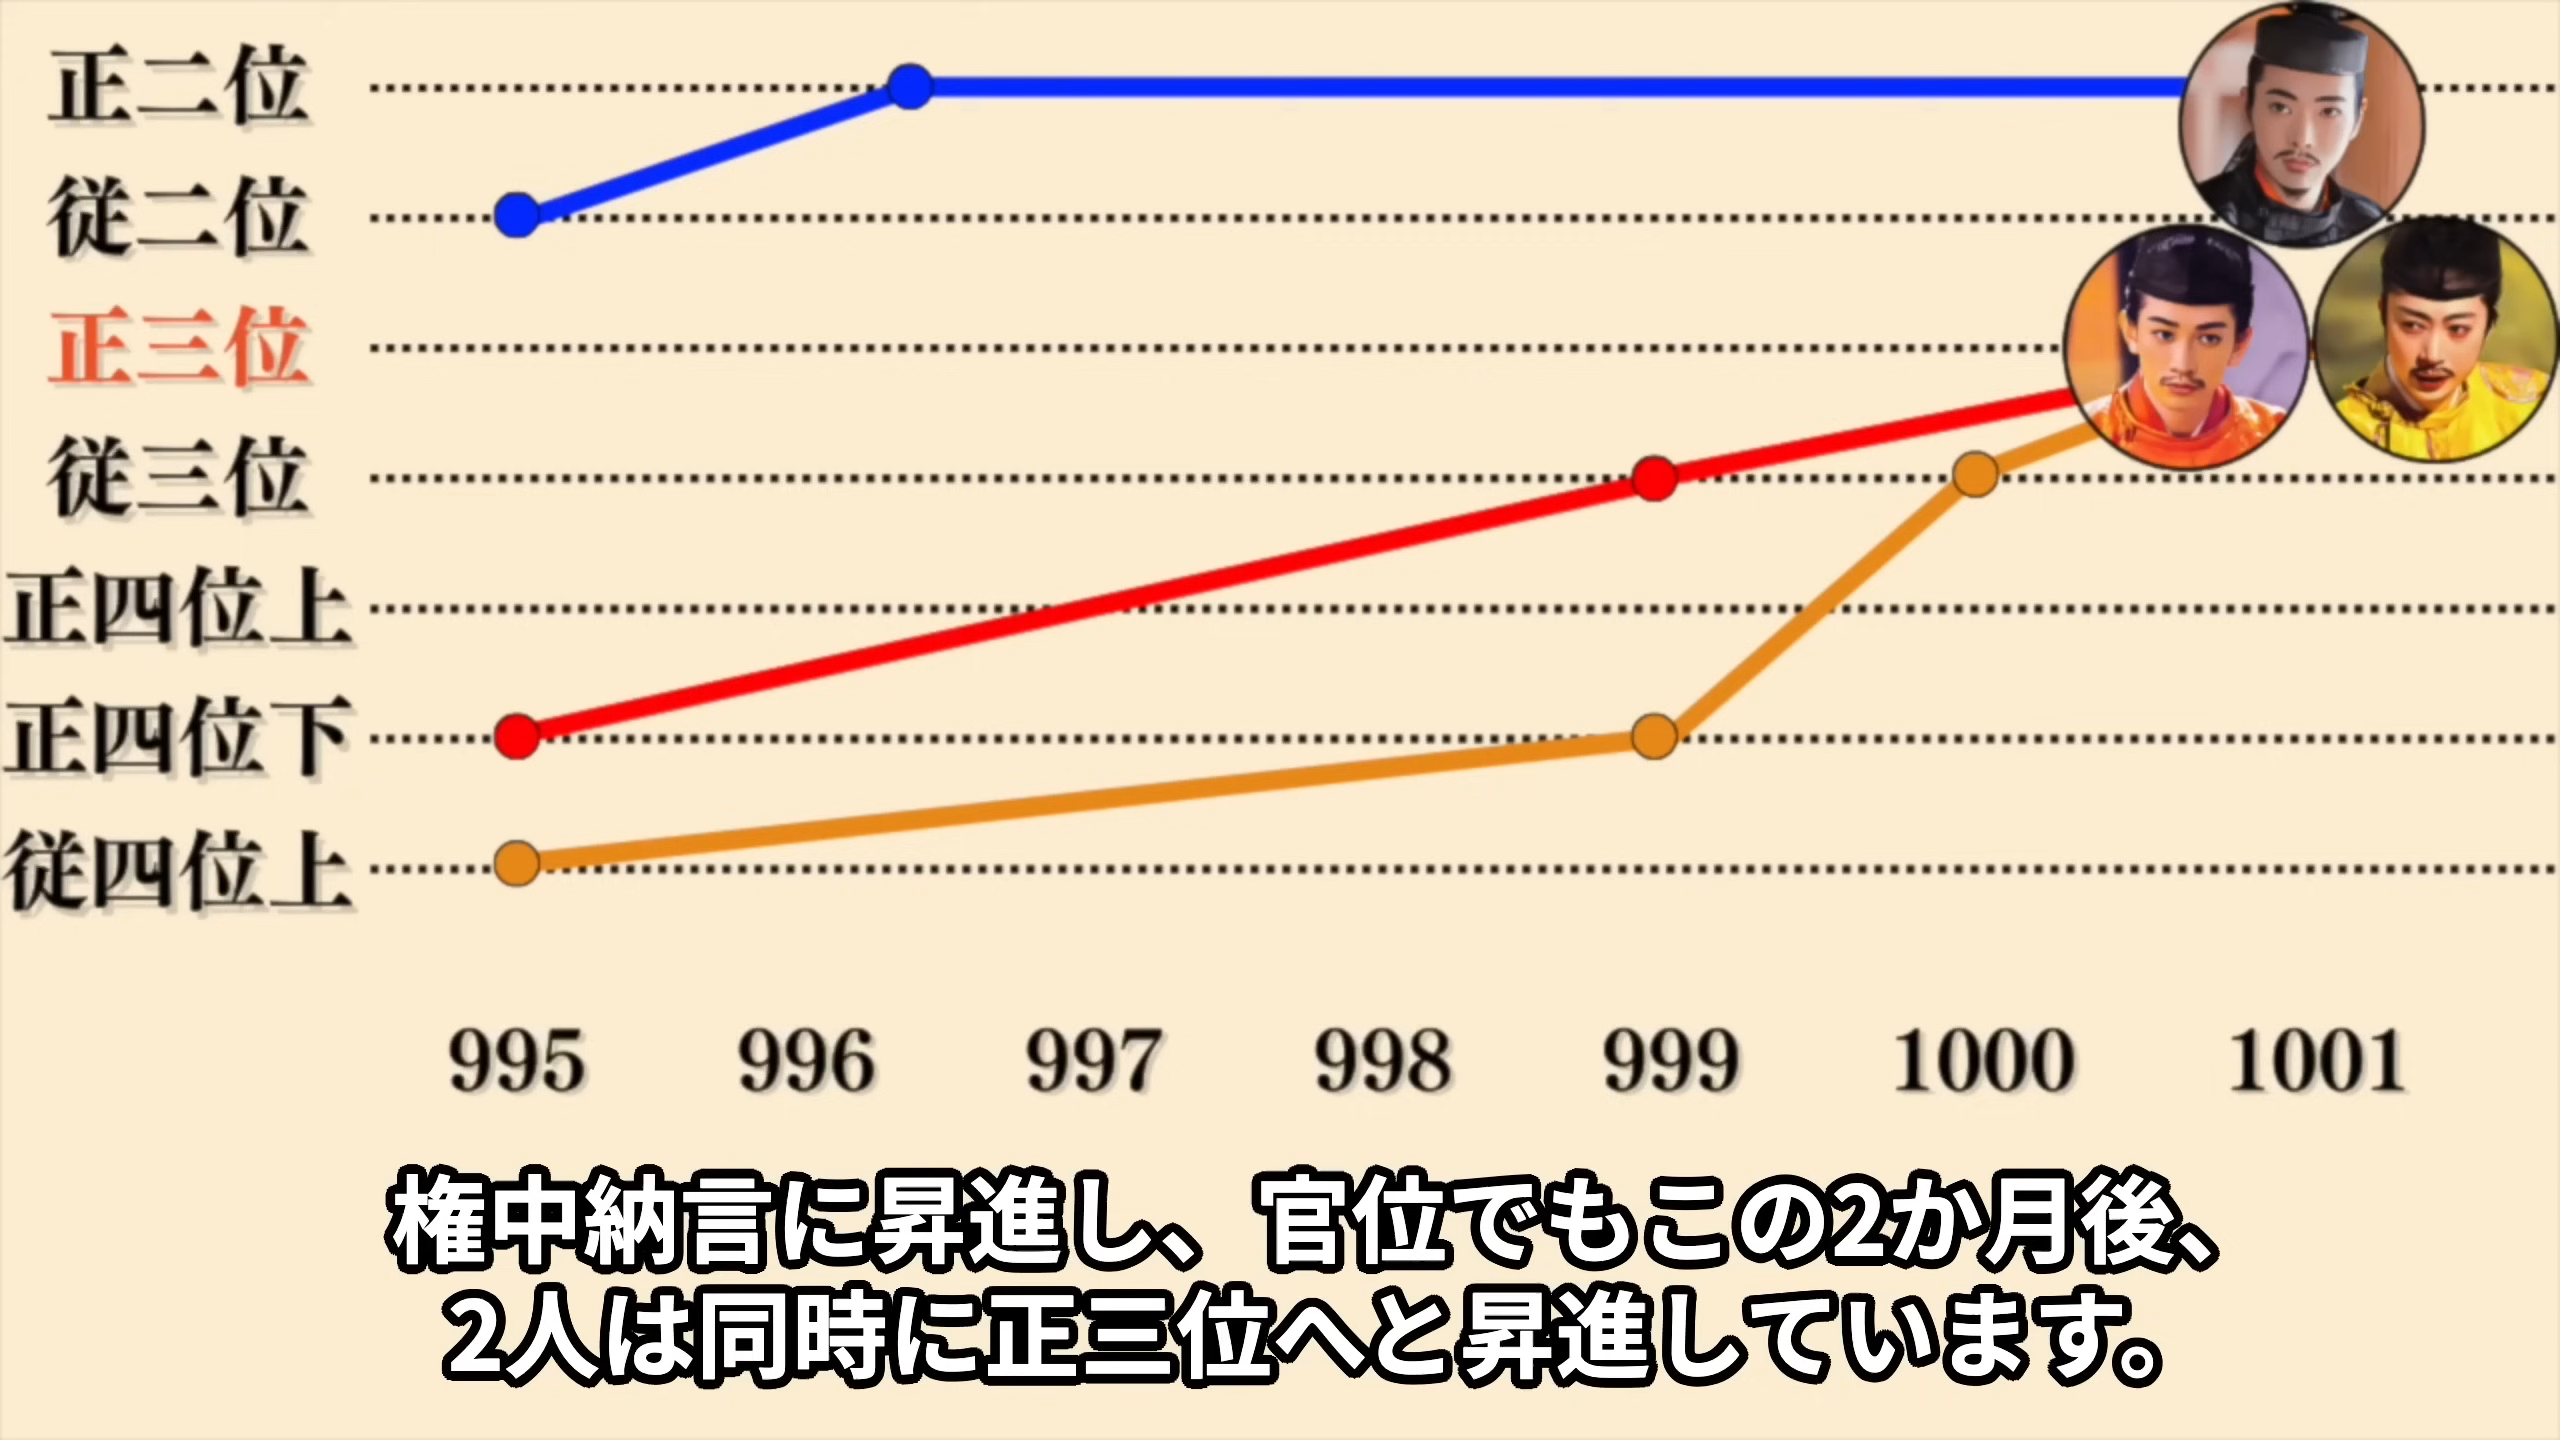 正二位
従二位
正三位
従三位
正四位上
正四位下
従四位上
995 996 997 998 999 1000 1001
権中納言に昇進し、官位でもこの2か月後、
2人は同時に正三位へと昇進しています。